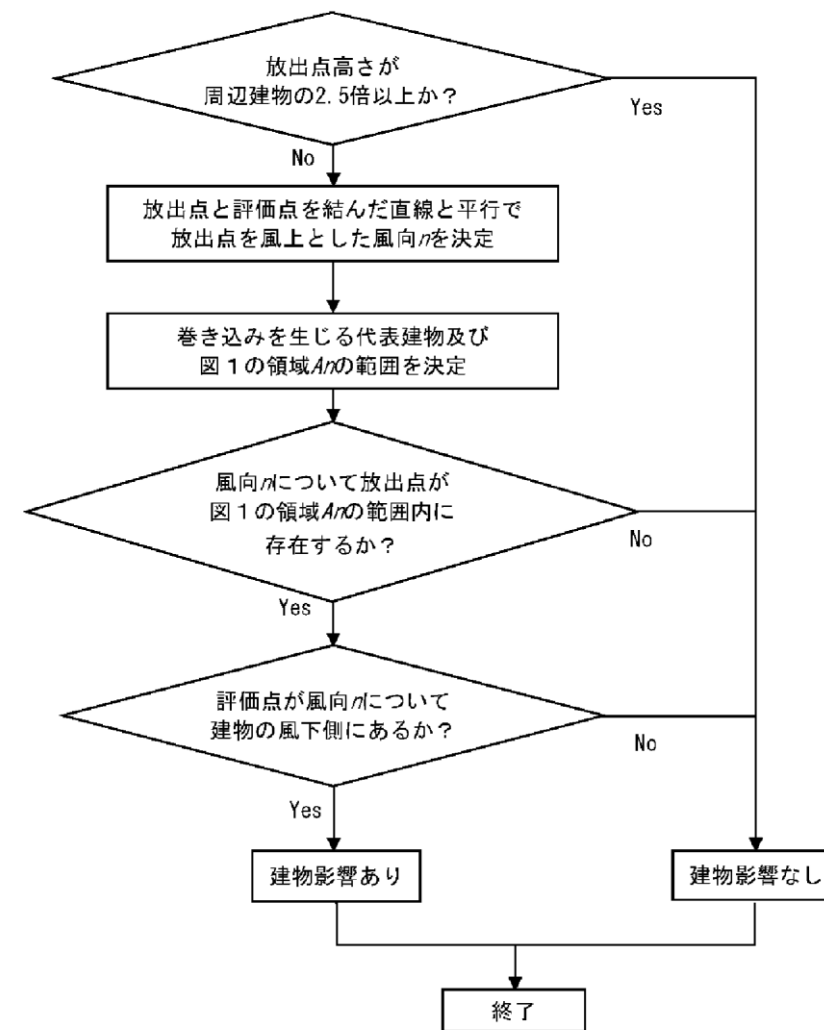 放出点高さが
周辺建物の2.5倍以上か?
Yes
No
放出点と評価点を結んだ直線と平行で
放出点を風上とした風向nを決定
巻き込みを生じる代表建物及び
図1の領域Anの範囲を決定
風向nについて放出点が
図1の領域Anの範囲内に
存在するか?
No
Yes
評価点が風向nについて
建物の風下側にあるか?
No
Yes
建物影響あり
建物影響なし
終了